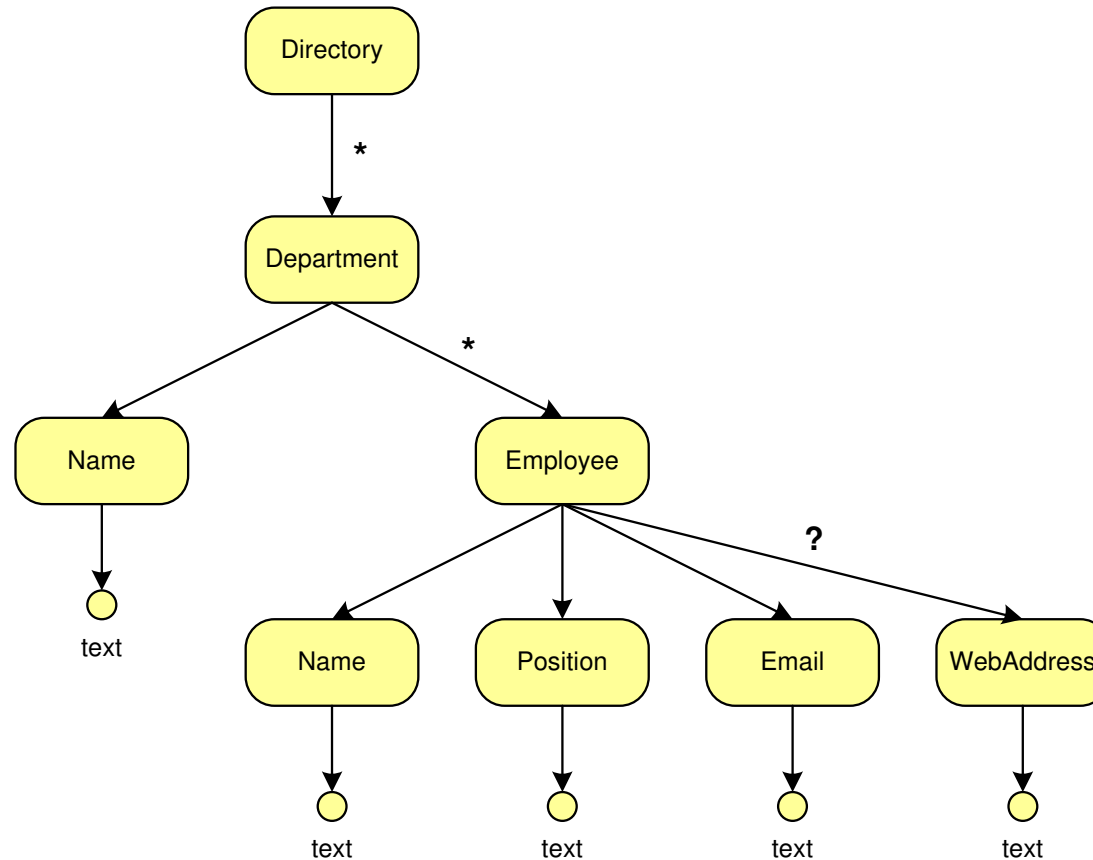 Directory
*
Department
*
Name
Employee
?
text
Name
Position
Email
WebAddress
text
text
text
text